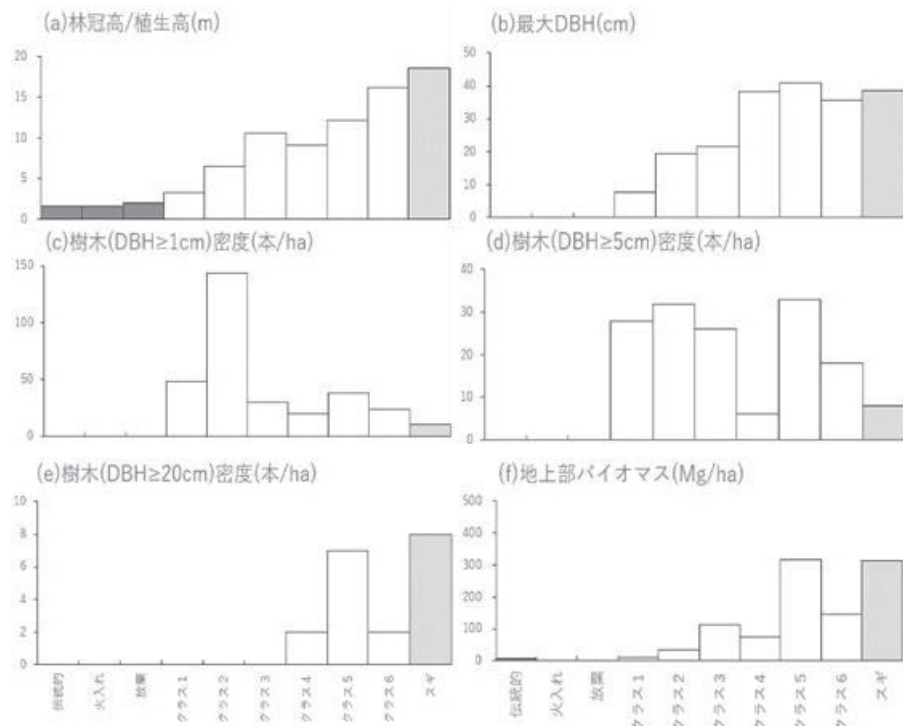 (a)林冠高/植生高(m)
20
15
10
5
0
(b)最大DBH(cm)
50
40
30
20
10
0
(c)樹木(DBH≥1cm)密度(本/ha)
150
100
50
0
(d)樹木(DBH≥5cm)密度(本/ha)
40
30
20
10
0
(e)樹木(DBH≥20cm)密度(本/ha)
10
8
6
4
2
0
伝統的
火入れ
放棄
クラス1
クラス2
クラス3
クラス4
クラス5
クラス6
スギ
(f)地上部バイオマス(Mg/ha)
500
400
300
200
100
0
伝統的
火入れ
放棄
クラス1
クラス2
クラス3
クラス4
クラス5
クラス6
スギ